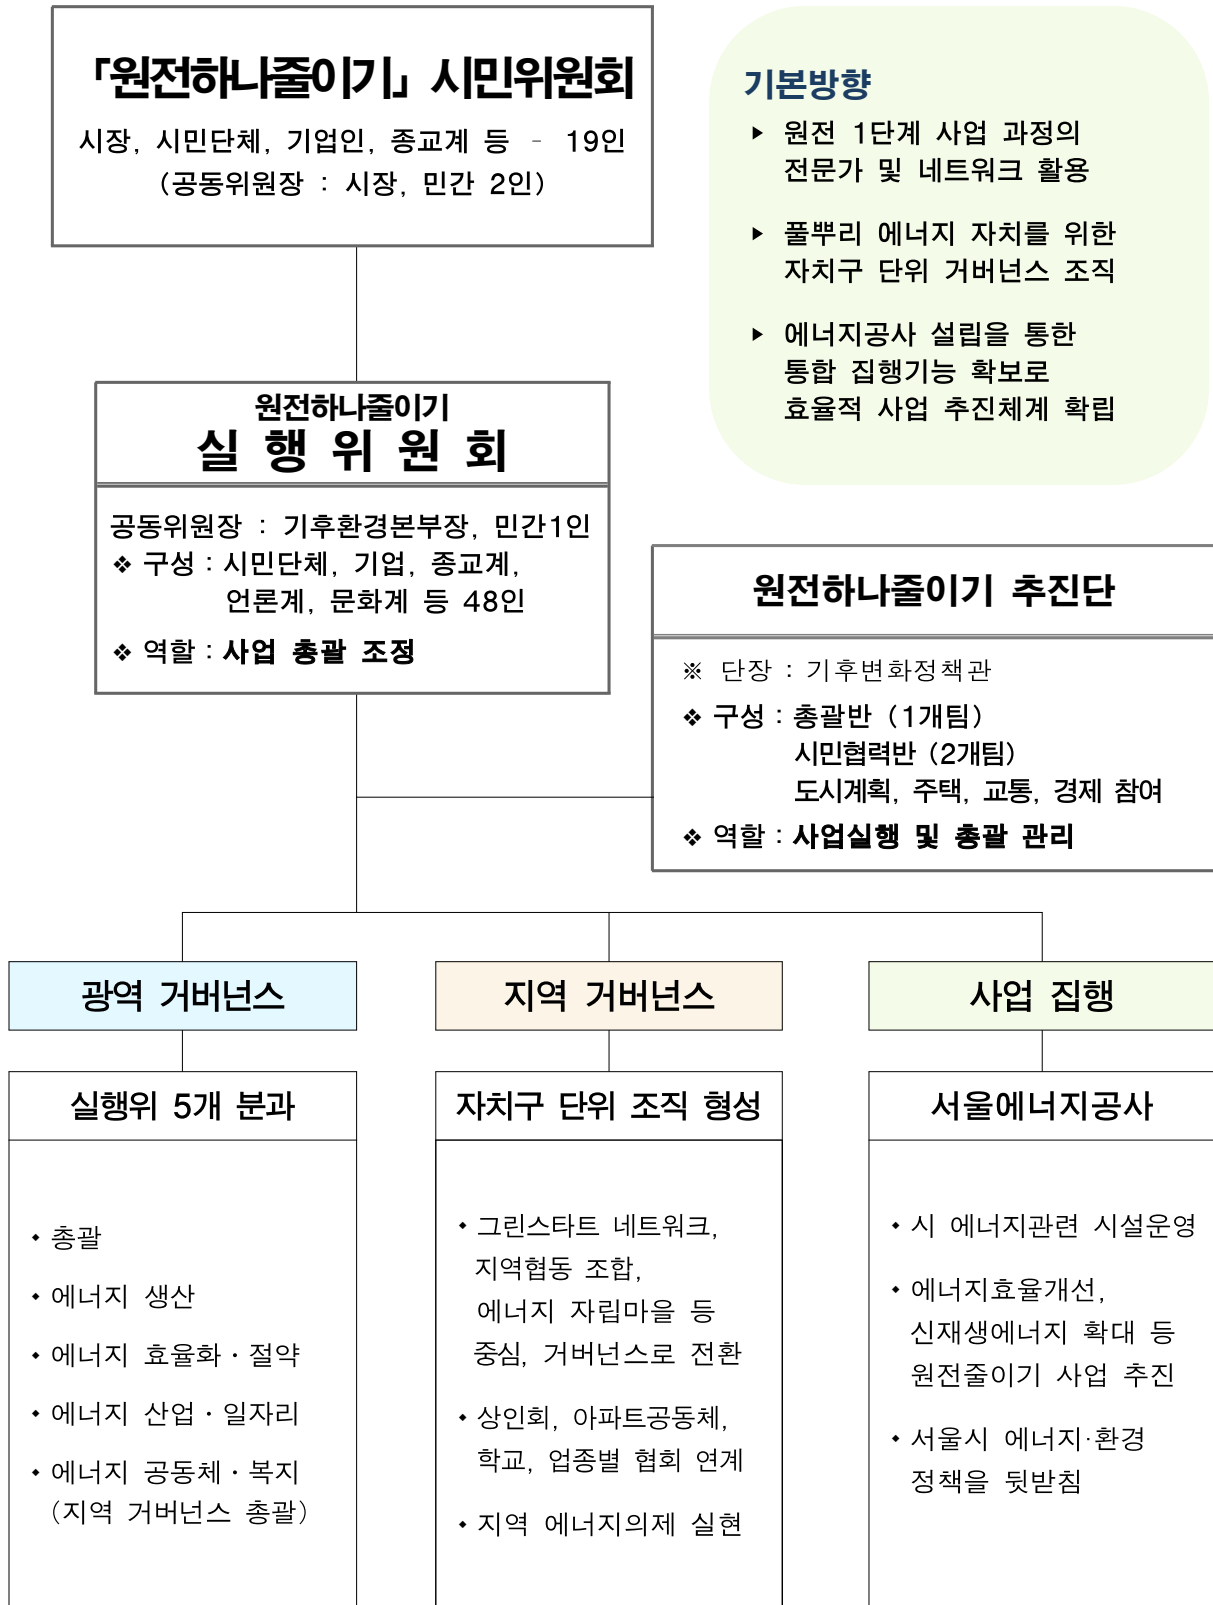 「원전하나줄이기」 시민위원회
시장, 시민단체, 기업인, 종교계 등 - 19인
(공동위원장 : 시장, 민간 2인)
기본방향
▶ 원전 1단계 사업 과정의
전문가 및 네트워크 활용
▶ 풀뿌리 에너지 자치를 위한
자치구 단위 거버넌스 조직
▶ 에너지공사 설립을 통한
통합 집행기능 확보로
효율적 사업 추진체계 확립
원전하나줄이기
실 행 위 원 회
공동위원장 : 기후환경본부장, 민간1인
❖ 구성 : 시민단체, 기업, 종교계,
언론계, 문화계 등 48인
❖ 역할 : 사업 총괄 조정
원전하나줄이기 추진단
※ 단장 : 기후변화정책관
❖ 구성 : 총괄반 (1개팀)
시민협력반 (2개팀)
도시계획, 주택, 교통, 경제 참여
❖ 역할 : 사업실행 및 총괄 관리
광역 거버넌스
실행위 5개 분과
• 총괄
• 에너지 생산
• 에너지 효율화·절약
• 에너지 산업·일자리
• 에너지 공동체·복지
(지역 거버넌스 총괄)
지역 거버넌스
자치구 단위 조직 형성
• 그린스타트 네트워크,
지역협동 조합,
에너지 자립마을 등
중심, 거버넌스로 전환
• 상인회, 아파트공동체,
학교, 업종별 협회 연계
• 지역 에너지의제 실현
사업 집행
서울에너지공사
• 시 에너지관련 시설운영
• 에너지효율개선,
신재생에너지 확대 등
원전줄이기 사업 추진
• 서울시 에너지·환경
정책을 뒷받침